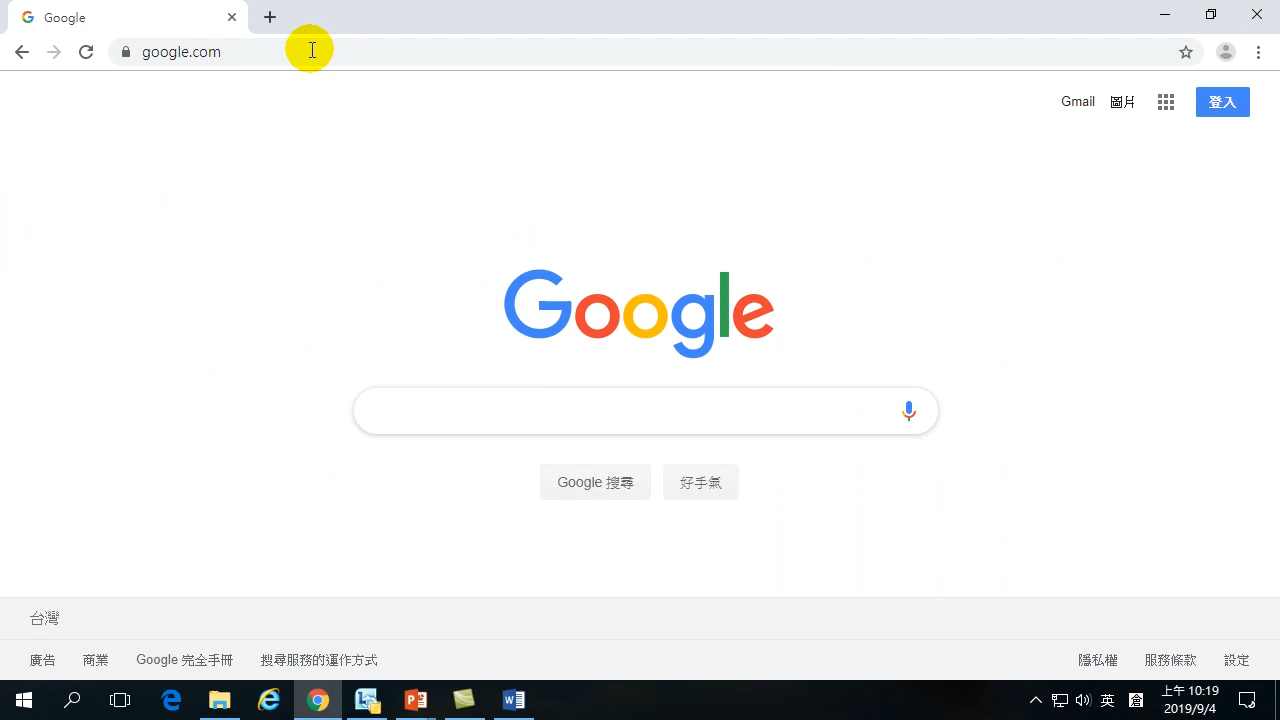 Google
google.com
Gmail 圖片 登入
Google
Google 搜尋 好手氣
台灣
廣告 商業 Google 完全手冊 搜尋服務的運作方式 隱私權 服務條款 設定
英 倉 上午 10:19
2019/9/4